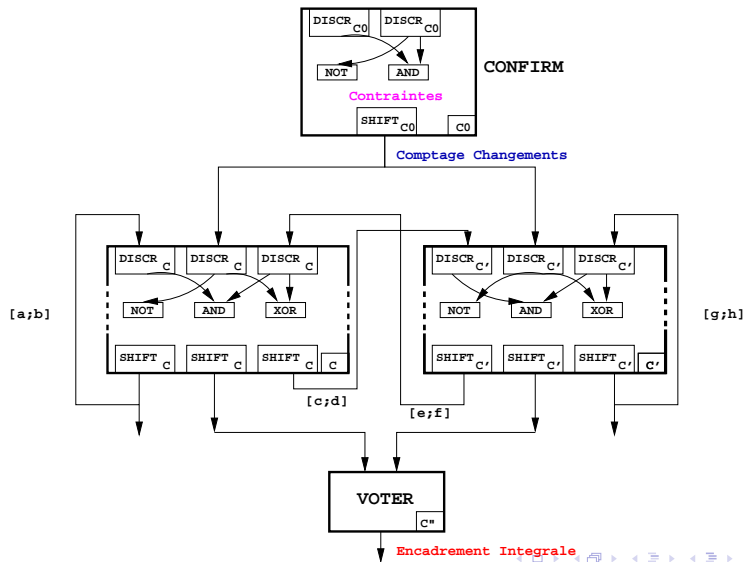 DISCR C0 DISCR C0
NOT AND
CONFIRM
Contraintes
SHIFT C0 C0
Comptage Changements
DISCR C DISCR C DISCR C
NOT AND XOR
SHIFT C SHIFT C SHIFT C C
[a;b]
[c;d]
DISCR C' DISCR C' DISCR C'
NOT AND XOR
SHIFT C' SHIFT C' SHIFT C' C'
[g;h]
[e;f]
VOTER
C"
Encadrement Integrale